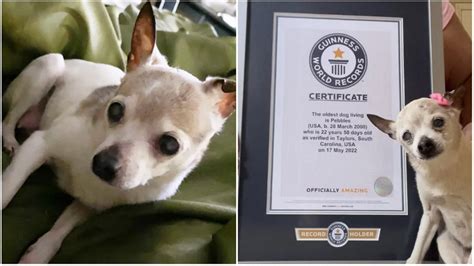 GUINNESS
WORLD RECORDS
CERTIFICATE
The oldest dog living
is Pebbles
(USA, b. 28 March 2000)
who is 22 years 50 days old
as verified in Taylors, South
Carolina, USA
on 17 May 2022
OFFICIALLY AMAZING
RECORD HOLDER